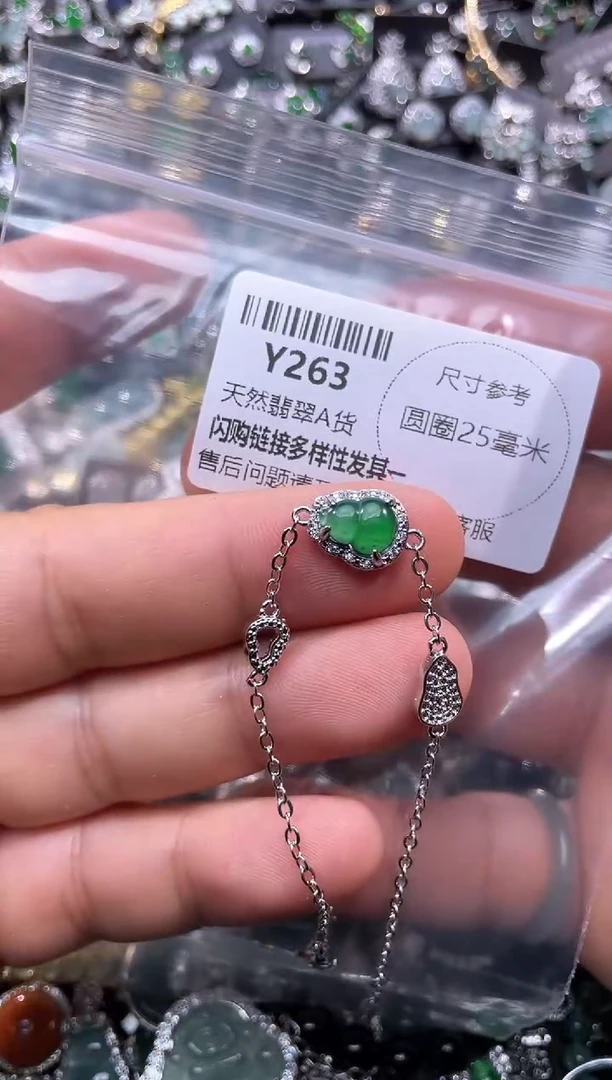 Y263
天然翡翠A货
闪购链接多样性发其一
售后问题请
客服
尺寸参考
圆圈25毫米